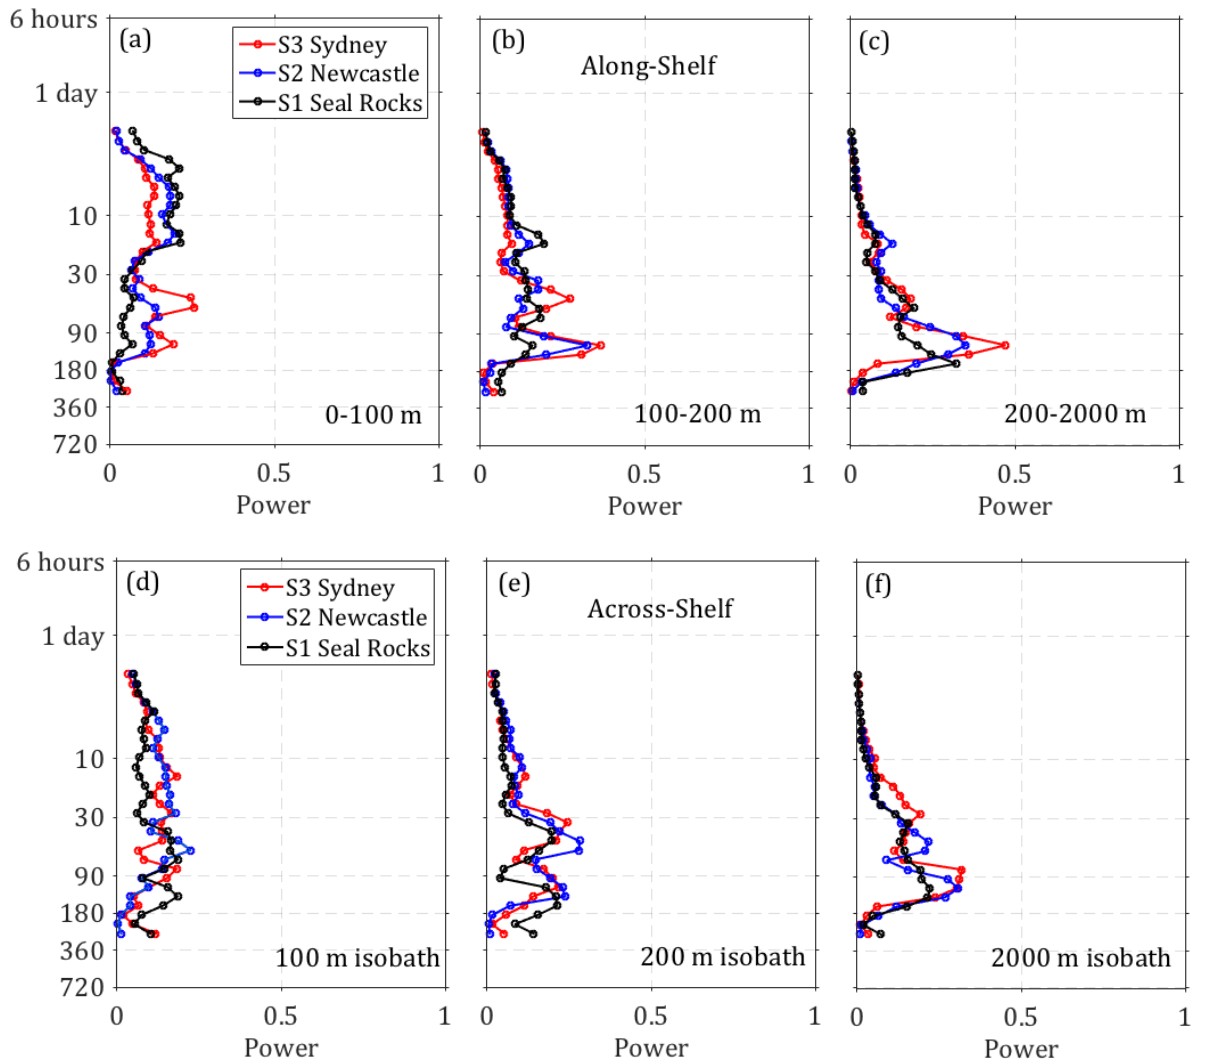 6 hours
1 day
10
30
90
180
360
720
(a)
S3 Sydney
S2 Newcastle
S1 Seal Rocks
0-100 m
0
0.5
1
Power
(b)
Along-Shelf
100-200 m
0
0.5
1
Power
(c)
200-2000 m
0
0.5
1
Power
6 hours
1 day
10
30
90
180
360
720
(d)
S3 Sydney
S2 Newcastle
S1 Seal Rocks
100 m isobath
0
0.5
1
Power
(e)
Across-Shelf
200 m isobath
0
0.5
1
Power
(f)
2000 m isobath
0
0.5
1
Power